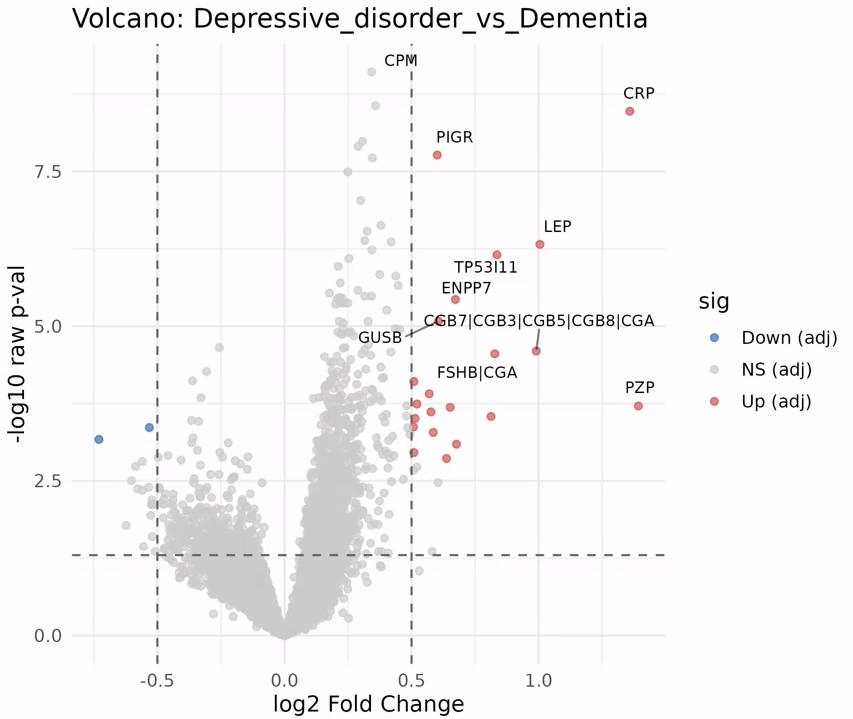 Volcano: Depressive_disorder_vs_Dementia
CPM
CRP
PIGR
LEP
TP53I11
ENPP7
CGB7|CGB3|CGB5|CGB8|CGA
GUSB
FSHB|CGA
PZP
7.5
5.0
2.5
0.0
-log10 raw p-val
-0.5
0.0
0.5
1.0
log2 Fold Change
sig
Down (adj)
NS (adj)
Up (adj)